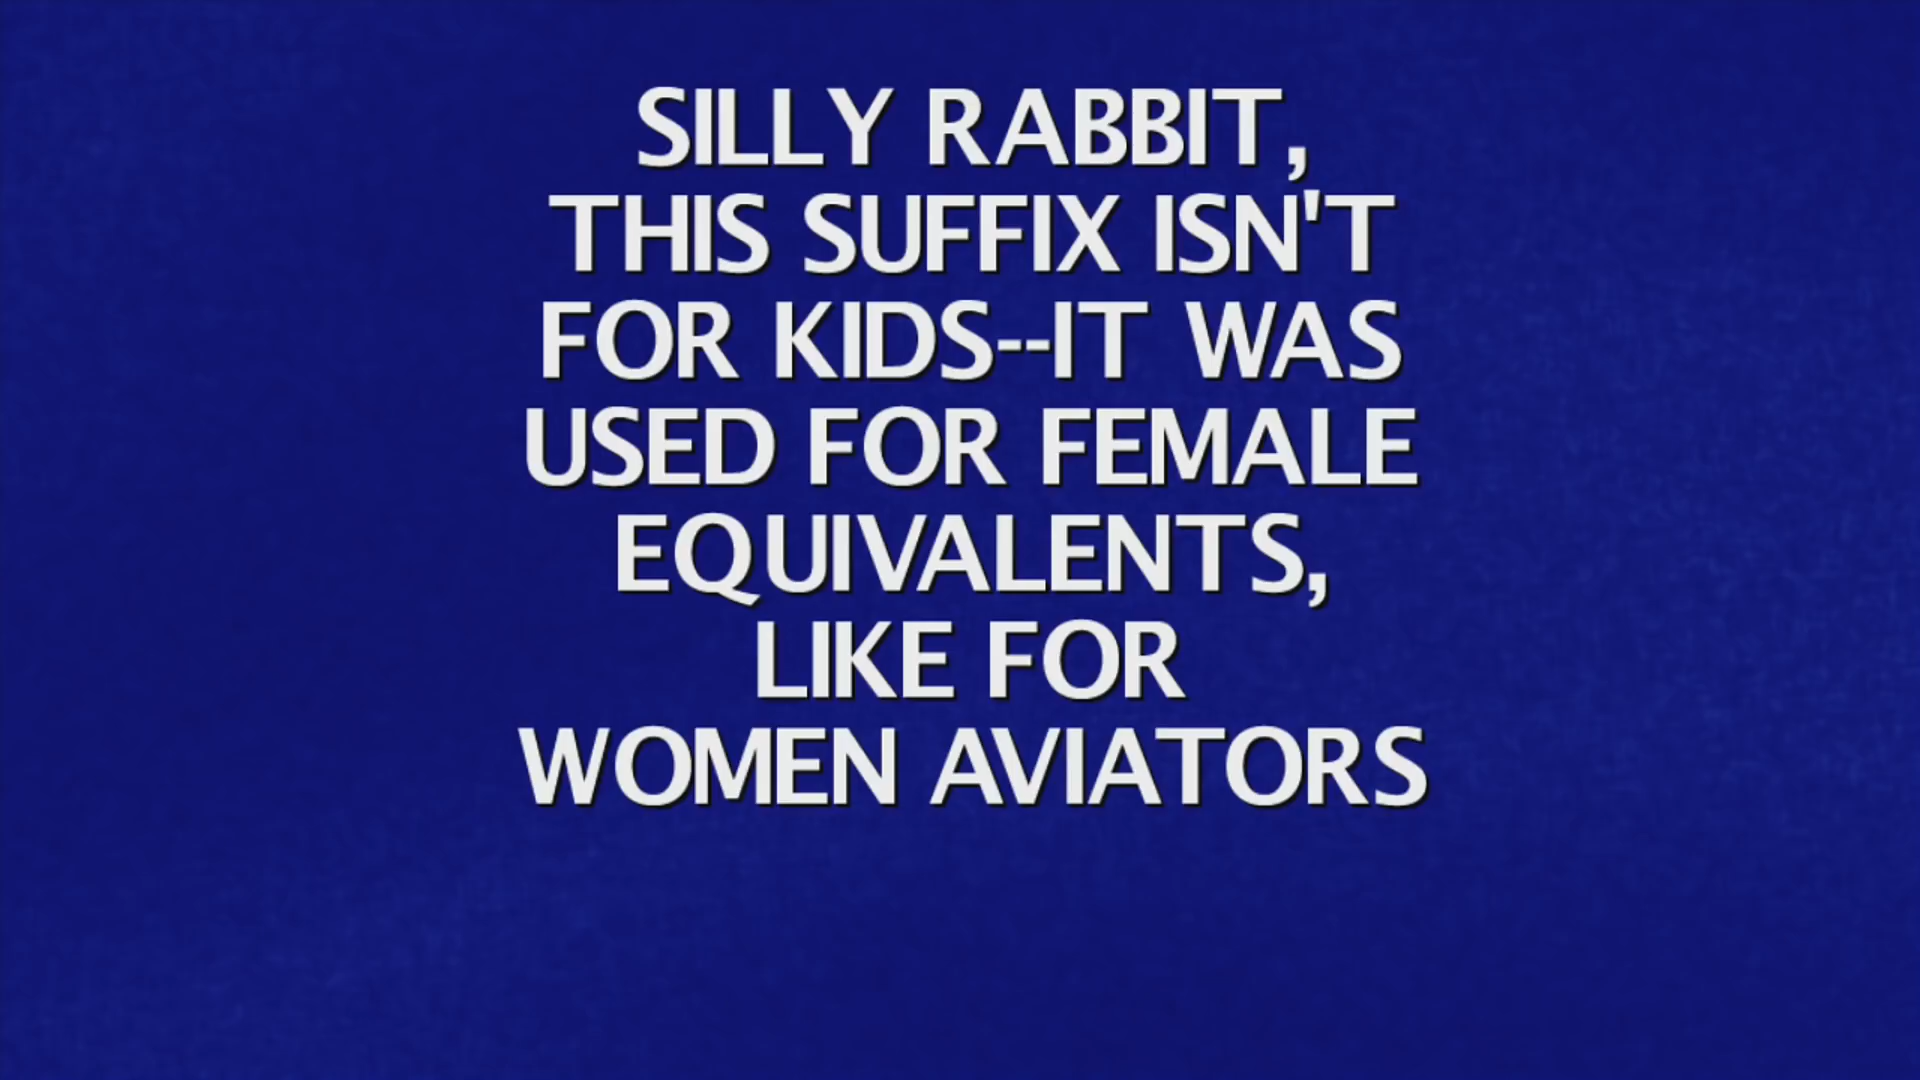 SILLY RABBIT,
THIS SUFFIX ISN'T
FOR KIDS--IT WAS
USED FOR FEMALE
EQUIVALENTS,
LIKE FOR
WOMEN AVIATORS